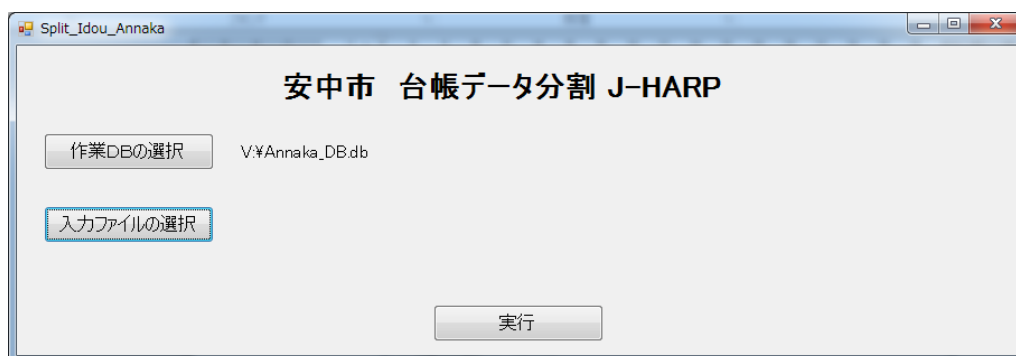 Split_Idou_Annaka
安中市 台帳データ分割 J-HARP
作業DBの選択 V:¥Annaka_DB.db
入力ファイルの選択
実行